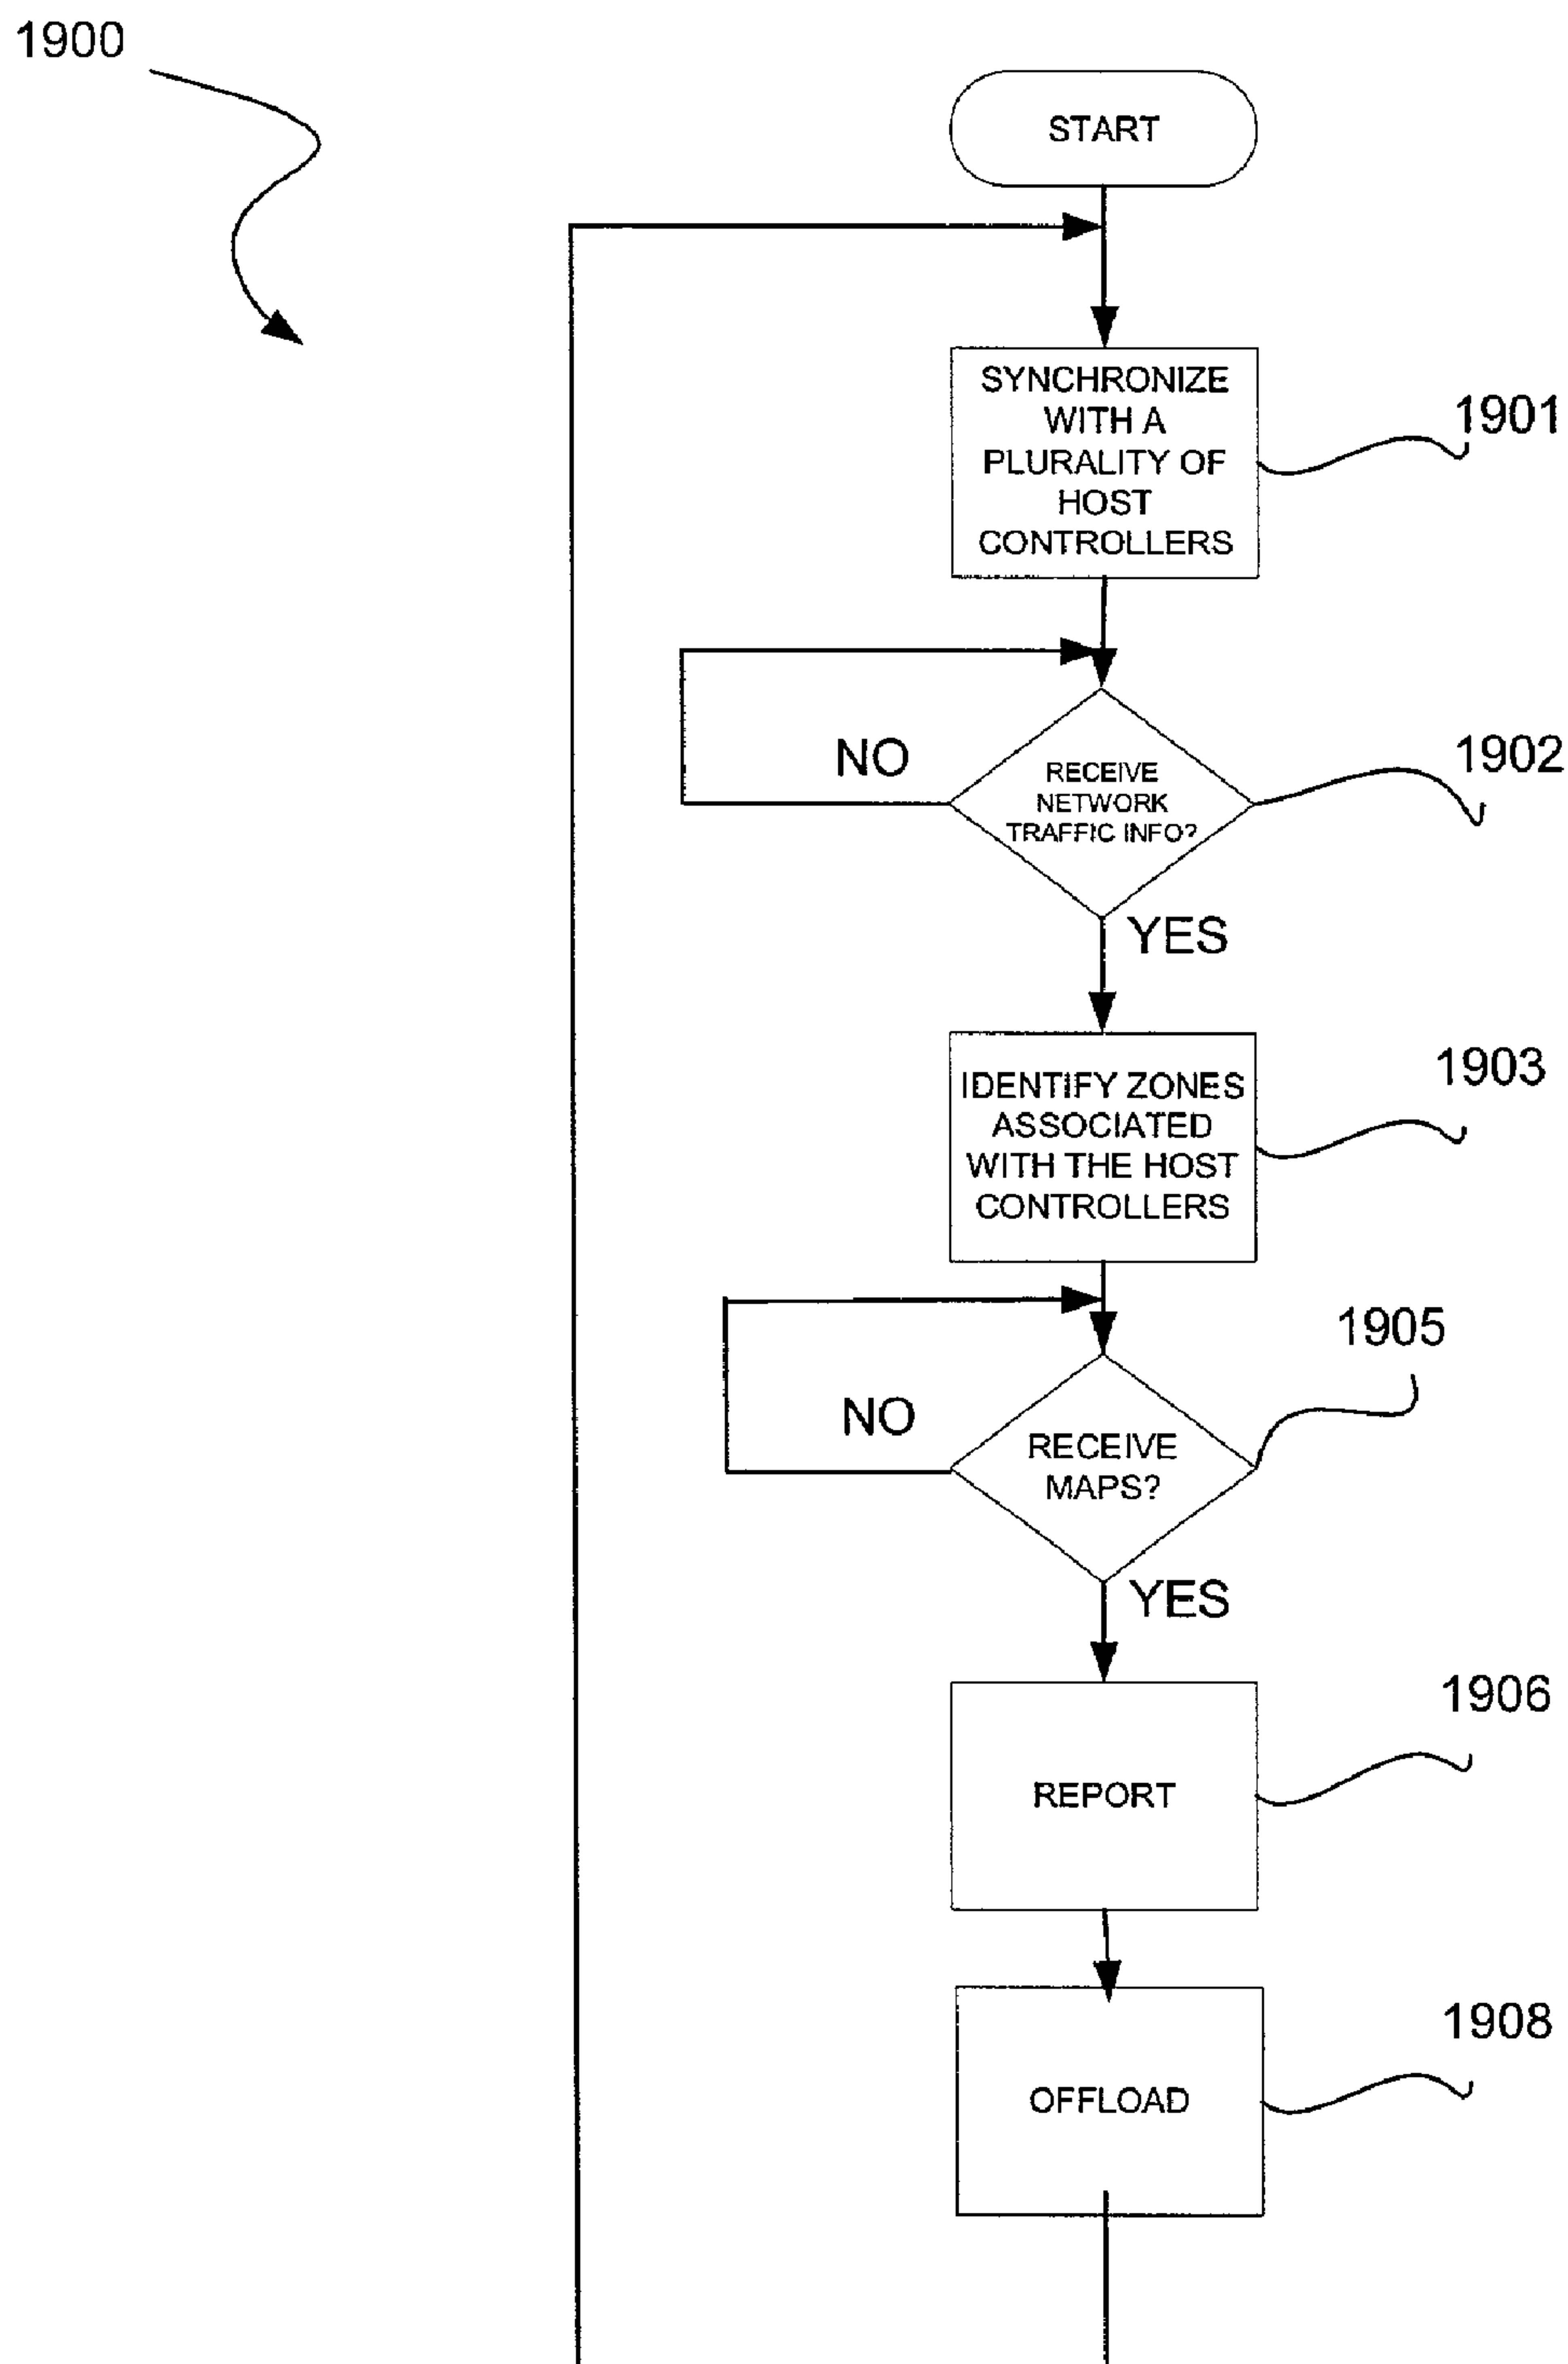 1900
START
SYNCHRONIZE
WITH A
PLURALITY OF
HOST
CONTROLLERS
1901
NO
RECEIVE
NETWORK
TRAFFIC INFO?
1902
YES
IDENTIFY ZONES
ASSOCIATED
WITH THE HOST
CONTROLLERS
1903
NO
RECEIVE
MAPS?
1905
YES
REPORT
1906
OFFLOAD
1908